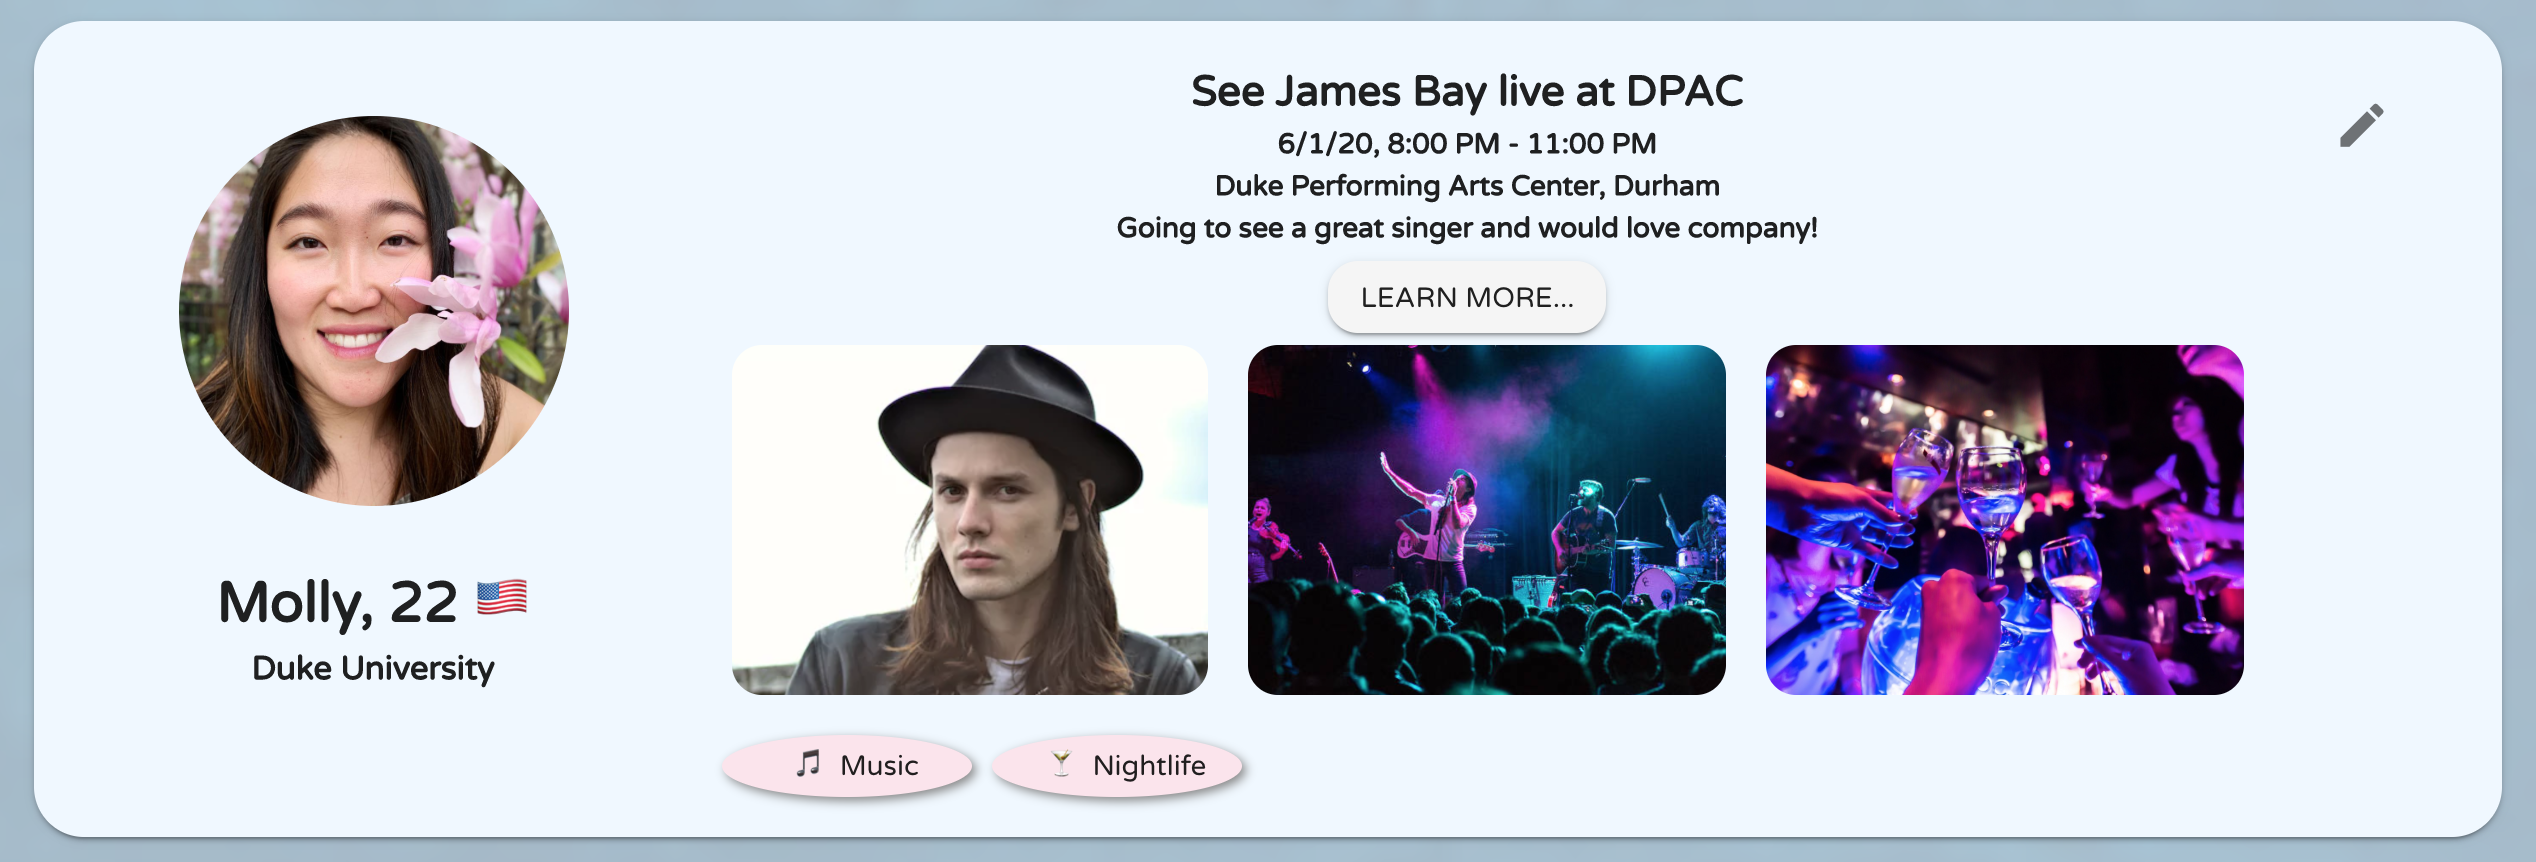 See James Bay live at DPAC
6/1/20, 8:00 PM - 11:00 PM
Duke Performing Arts Center, Durham
Going to see a great singer and would love company!
LEARN MORE...
Molly, 22 🇺🇸
Duke University
🎵 Music
🍸 Nightlife